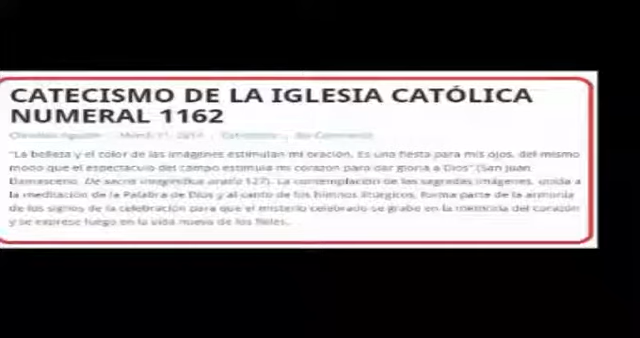 CATECISMO DE LA IGLESIA CATÓLICA
NUMERAL 1162
"La belleza y el color de las imágenes estimulan mi oración. Es una fiesta para mis ojos, del mismo
modo que el espectáculo del campo estimula mi corazón para dar gloria a Dios" (San Juan
Damasceno, De sacris imaginibus oratio 127). La contemplación de las sagradas imágenes, unida a
la meditación de la Palabra de Dios y al canto de los himnos litúrgicos, forma parte de la armonía
de los signos de la celebración para que el misterio celebrado se grabe en la memoria del corazón
y se exprese luego en la vida nueva de los fieles.